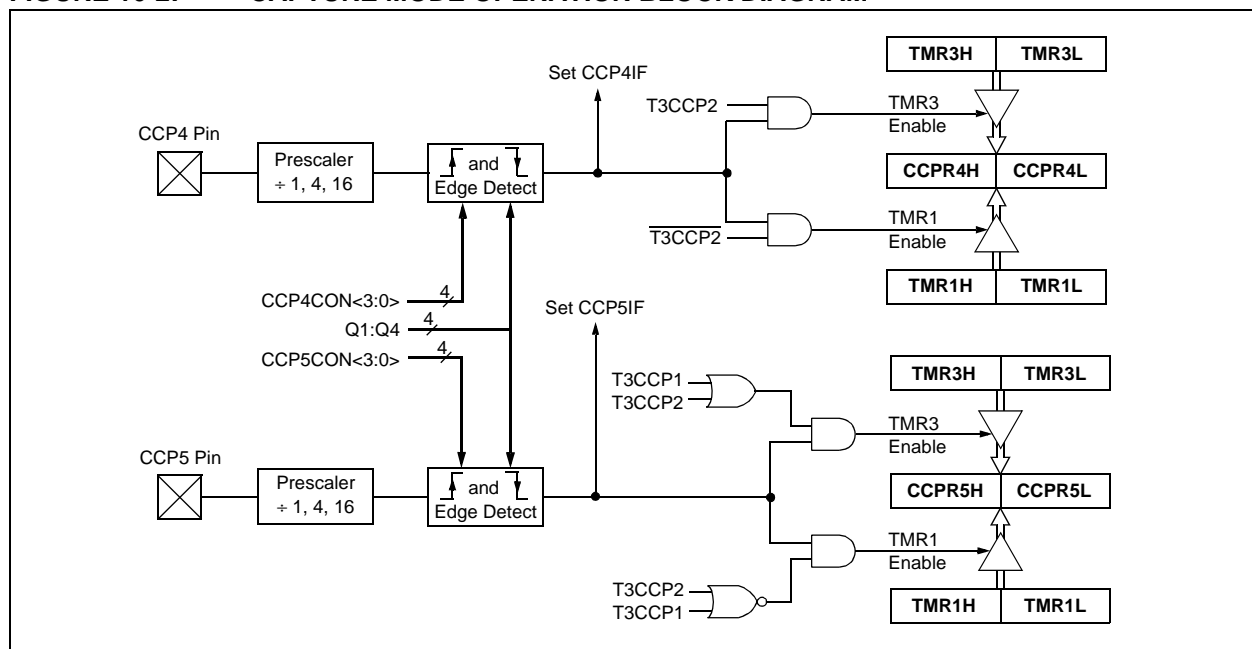 FIGURE 16-2: CAPTURE MODE OPERATION BLOCK DIAGRAM
TMR3H TMR3L
Set CCP4IF
T3CCP2
TMR3
Enable
CCP4 Pin
Prescaler
÷ 1, 4, 16
and
Edge Detect
CCPR4H CCPR4L
TMR1
Enable
T3CCP2
TMR1H TMR1L
CCP4CON<3:0>
4
Set CCP5IF
Q1:Q4
4
CCP5CON<3:0>
4
TMR3H TMR3L
T3CCP1
T3CCP2
TMR3
Enable
CCP5 Pin
Prescaler
÷ 1, 4, 16
and
Edge Detect
CCPR5H CCPR5L
TMR1
Enable
T3CCP2
T3CCP1
TMR1H TMR1L